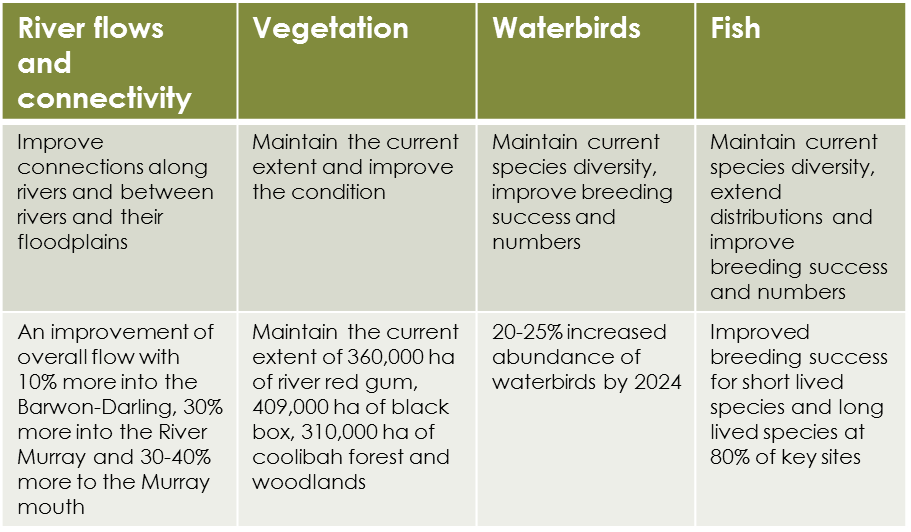 River flows
and
connectivity
Vegetation
Waterbirds
Fish
Improve
connections along
rivers and between
rivers and their
floodplains
Maintain the current
extent and improve
the condition
Maintain current
species diversity,
improve breeding
success and
numbers
Maintain current
species diversity,
extend
distributions and
improve
breeding success
and numbers
An improvement of
overall flow with
10% more into the
Barwon-Darling, 30%
more into the River
Murray and 30-40%
more to the Murray
mouth
Maintain the current
extent of 360,000 ha
of river red gum,
409,000 ha of black
box, 310,000 ha of
coolibah forest and
woodlands
20-25% increased
abundance of
waterbirds by 2024
Improved
breeding success
for short lived
species and long
lived species at
80% of key sites